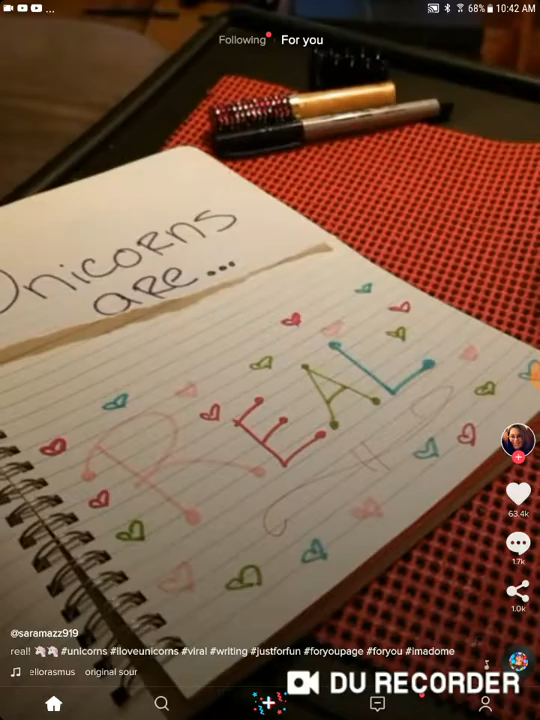 68% 10:42 AM
Following For you
Unicorns
are...
REAL
63.4k
1.7k
1.0k
@saramazz919
real! 🦄🦄 #unicorns #iloveunicorns #viral #writing #justforfun #foryoupage #foryou #imadome
ellorasmus original sour
DU RECORDER